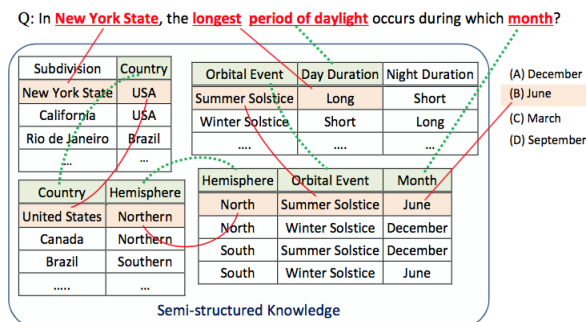 Q: In New York State, the longest period of daylight occurs during which month?
Subdivision Country
New York State USA
California USA
Rio de Janeiro Brazil
.... ...
Orbital Event Day Duration Night Duration
Summer Solstice Long Short
Winter Solstice Short Long
.... .... ...
(A) December
(B) June
(C) March
(D) September
Country Hemisphere
United States Northern
Canada Northern
Brazil Southern
..... ...
Hemisphere Orbital Event Month
North Summer Solstice June
North Winter Solstice December
South Summer Solstice December
South Winter Solstice June
Semi-structured Knowledge